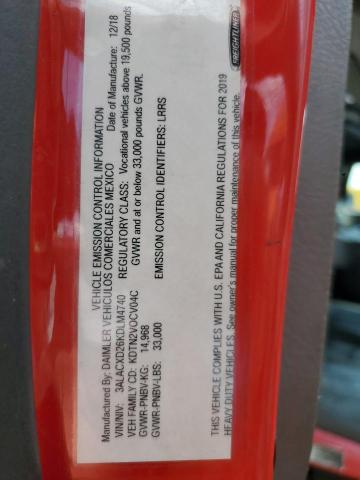 FREIGHTLINER
VEHICLE EMISSION CONTROL INFORMATION
Manufactured By: DAIMLER VEHICULOS COMERCIALES MEXICO Date of Manufacture: 12/18
VIN/NIV: 3ALACXD26KDLM4740 REGULATORY CLASS: Vocational vehicles above 19,500 pounds
VEH FAMILY CD: KDTN2VOCV04C GVWR and at or below 33,000 pounds GVWR.
GVWR-PNBV-KG: 14,968
GVWR-PNBV-LBS: 33,000 EMISSION CONTROL IDENTIFIERS: LRRS
THIS VEHICLE COMPLIES WITH U.S. EPA AND CALIFORNIA REGULATIONS FOR 2019
HEAVY DUTY VEHICLES. See owner's manual for proper maintenance of this vehicle.